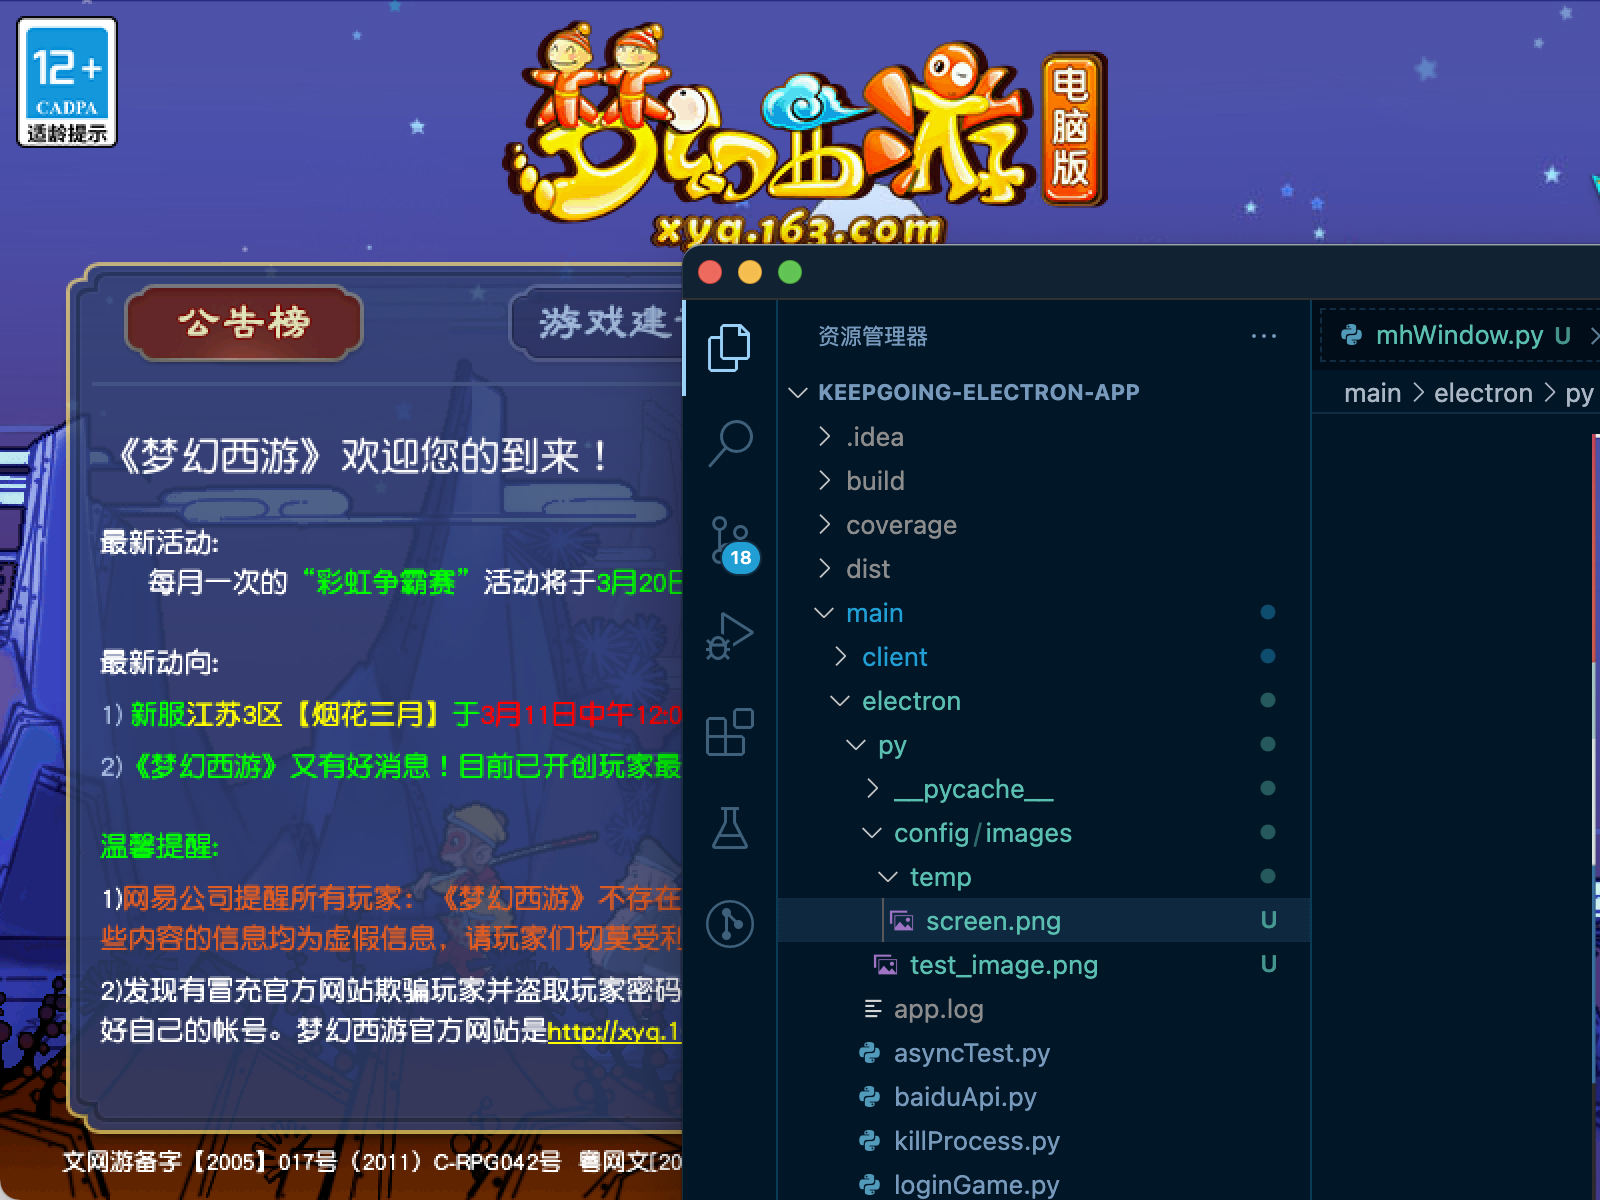 12+
CADPA
适龄提示
梦幻西游
电脑版
xyq.163.com
公告榜
游戏建
《梦幻西游》欢迎您的到来！
最新活动:
每月一次的“彩虹争霸赛”活动将于3月20日
最新动向:
1) 新服江苏3区【烟花三月】于3月11日中午12:0
2)《梦幻西游》又有好消息！目前已开创玩家最
温馨提醒:
1)网易公司提醒所有玩家：《梦幻西游》不存在
些内容的信息均为虚假信息，请玩家们切莫受利
2)发现有冒充官方网站欺骗玩家并盗取玩家密码
好自己的帐号。梦幻西游官方网站是http://xyq.1
文网游备字【2005】017号（2011）C-RPG042号 粤网文[20
资源管理器
KEEPGOING-ELECTRON-APP
.idea
build
coverage
dist
main
client
electron
py
__pycache__
config/images
temp
screen.png U
test_image.png U
app.log
asyncTest.py
baiduApi.py
killProcess.py
loginGame.py
18
mhWindow.py U
main > electron > py